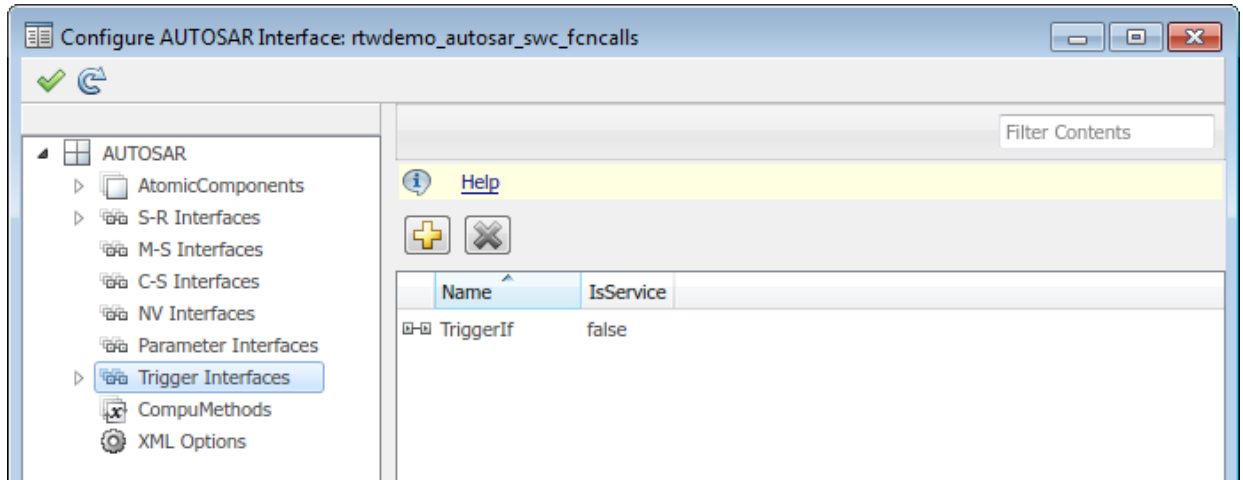 Configure AUTOSAR Interface: rtwdemo_autosar_swc_fcncalls
Filter Contents
AUTOSAR
AtomicComponents
S-R Interfaces
M-S Interfaces
C-S Interfaces
NV Interfaces
Parameter Interfaces
Trigger Interfaces
CompuMethods
XML Options
Help
Name IsService
TriggerIf false